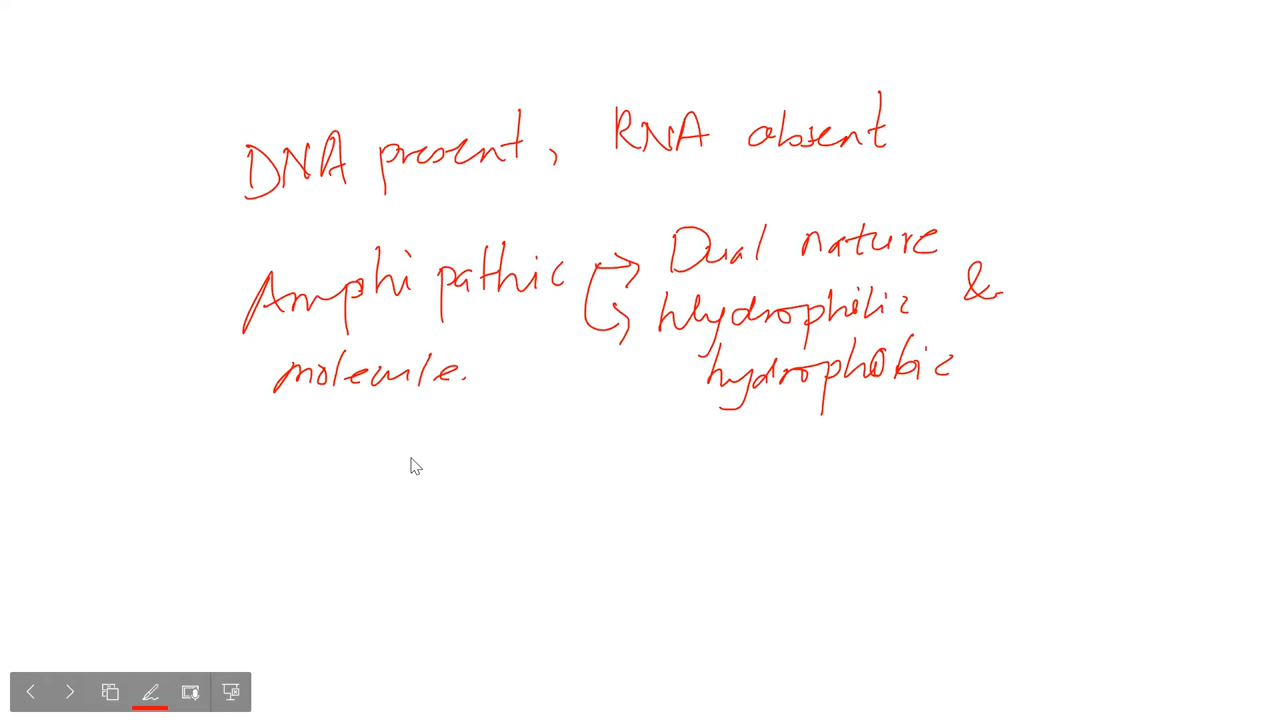 DNA present, RNA absent
Amphipathic → Dual nature
hydrophilic &
molecule. hydrophobic